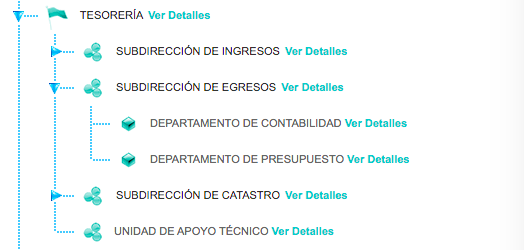 TESORERÍA Ver Detalles
SUBDIRECCIÓN DE INGRESOS Ver Detalles
SUBDIRECCIÓN DE EGRESOS Ver Detalles
DEPARTAMENTO DE CONTABILIDAD Ver Detalles
DEPARTAMENTO DE PRESUPUESTO Ver Detalles
SUBDIRECCIÓN DE CATASTRO Ver Detalles
UNIDAD DE APOYO TÉCNICO Ver Detalles